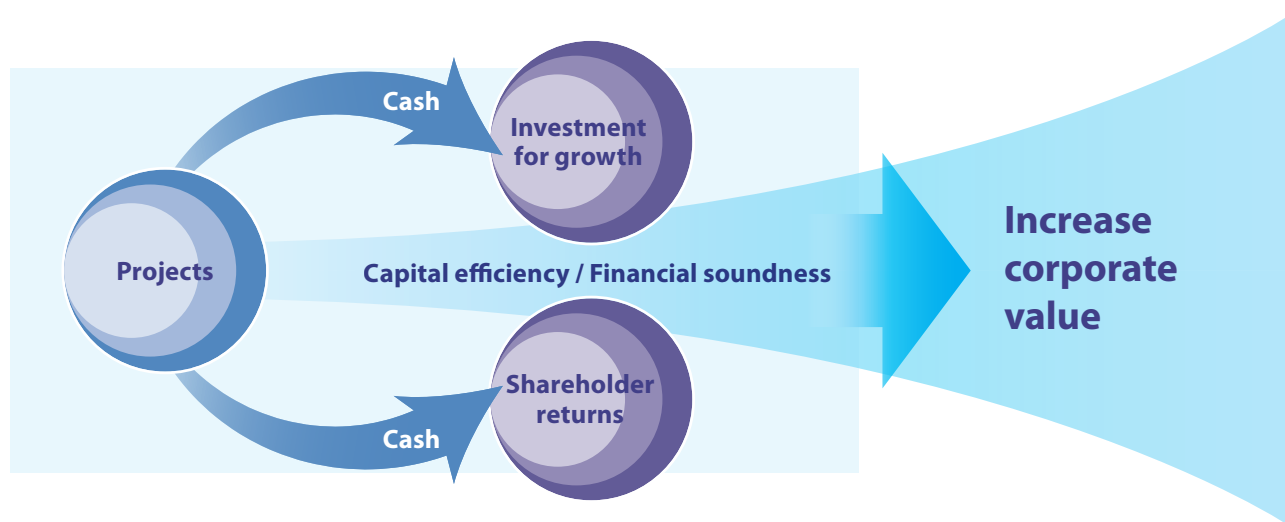 Cash
Investment
for growth
Projects
Capital efficiency / Financial soundness
Increase
corporate
value
Shareholder
returns
Cash